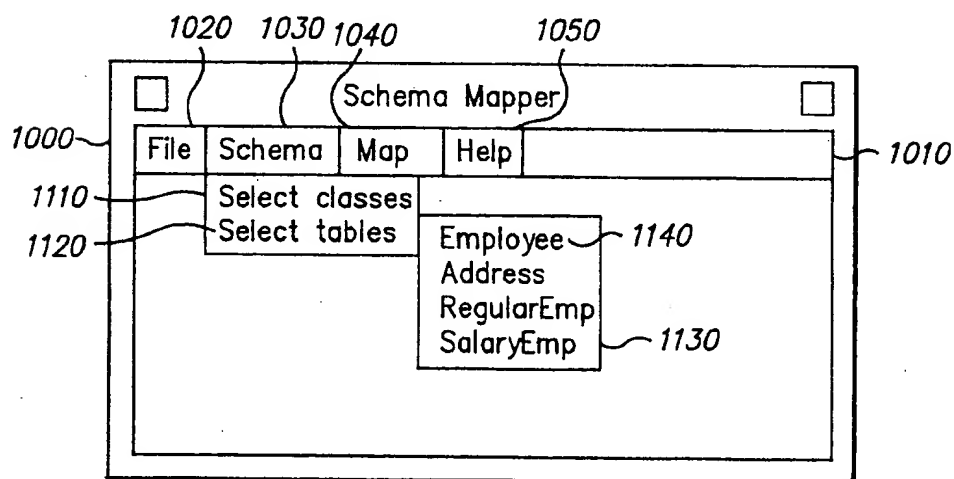 1020 1030 1040 1050
Schema Mapper
1000
File Schema Map Help
1010
1110
Select classes
1120
Select tables
Employee 1140
Address
RegularEmp
SalaryEmp 1130